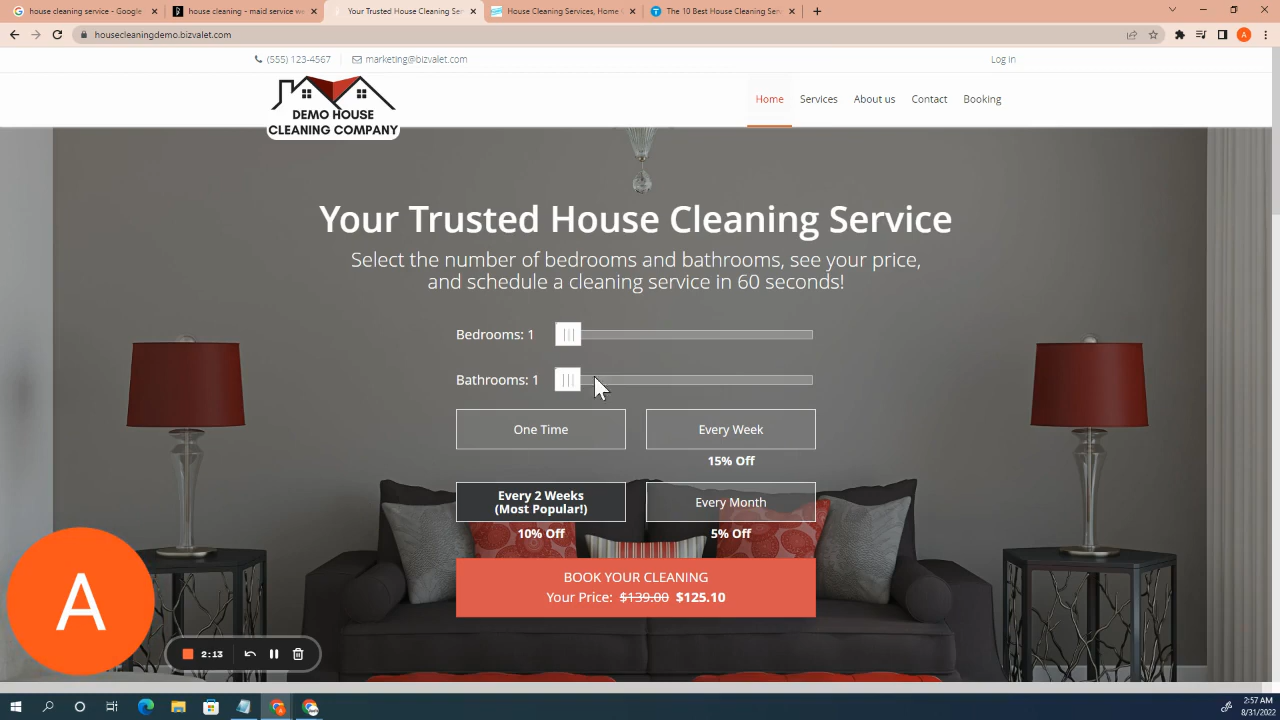 house cleaning service - Google
house cleaning - maid service we
Your Trusted House Cleaning Ser
House Cleaning Services, Home C
The 10 Best House Cleaning Serv
housecleaningdemo.bizvalet.com
A
(555) 123-4567
marketing@bizvalet.com
Log in
DEMO HOUSE
CLEANING COMPANY
Home Services About us Contact Booking
Your Trusted House Cleaning Service
Select the number of bedrooms and bathrooms, see your price,
and schedule a cleaning service in 60 seconds!
Bedrooms: 1
Bathrooms: 1
One Time
Every Week
15% Off
Every 2 Weeks
(Most Popular!)
Every Month
10% Off
5% Off
BOOK YOUR CLEANING
Your Price: $139.00 $125.10
A
2:13
2:57 AM
8/31/2022